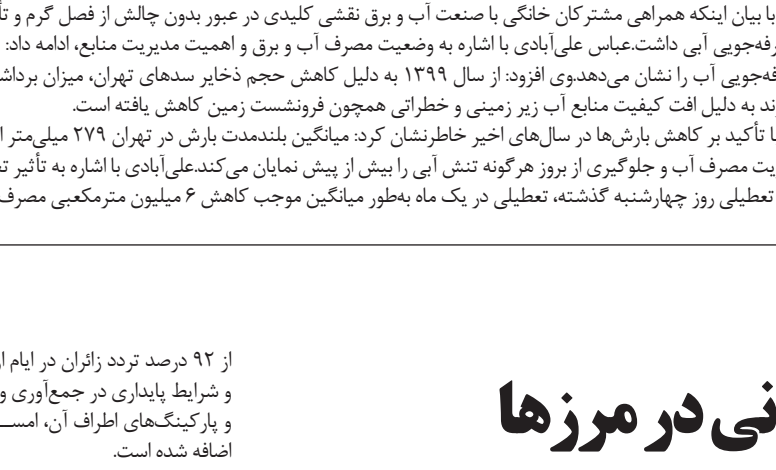 با بیان اینکه همراهی مشترکان خانگی با صنعت آب و برق نقشی کلیدی در عبور بدون چالش از فصل گرم و
رفه‌جویی آبی داشت.عباس علی‌آبادی با اشاره به وضعیت مصرف آب و برق و اهمیت مدیریت منابع، ادامه داد:
فه‌جویی آب را نشان می‌دهد.وی افزود: از سال ۱۳۹۹ به دلیل کاهش حجم ذخایر سدهای تهران، میزان برداش
ند به دلیل افت کیفیت منابع آب زیر زمینی و خطراتی همچون فرونشست زمین کاهش یافته است.
ا تأکید بر کاهش بارش‌ها در سال‌های اخیر خاطرنشان کرد: میانگین بلندمدت بارش در تهران ۲۷۹ میلی‌متر ا
یت مصرف آب و جلوگیری از بروز هرگونه تنش آبی را بیش از پیش نمایان می‌کند.علی‌آبادی با اشاره به تأثیر تع
تعطیلی روز چهارشنبه گذشته، تعطیلی در یک ماه به‌طور میانگین موجب کاهش ۶ میلیون مترمکعبی مصرف
نی در مرزها
از ۹۲ درصد تردد زائران در ایام ار
و شرایط پایداری در جمع‌آوری و
و پارکینگ‌های اطراف آن، امســ
اضافه شده است.